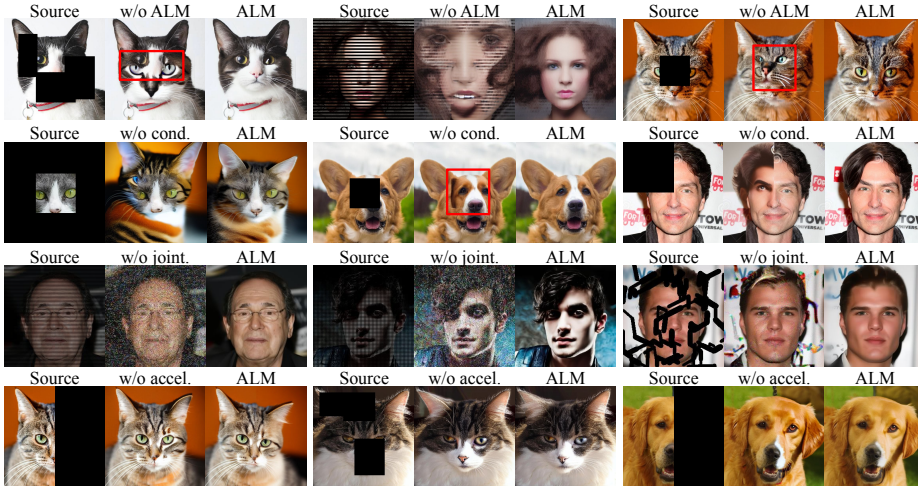 Source w/o ALM ALM Source w/o ALM ALM Source w/o ALM ALM
Source w/o cond. ALM Source w/o cond. ALM Source w/o cond. ALM
Source w/o joint. ALM Source w/o joint. ALM Source w/o joint. ALM
Source w/o accel. ALM Source w/o accel. ALM Source w/o accel. ALM